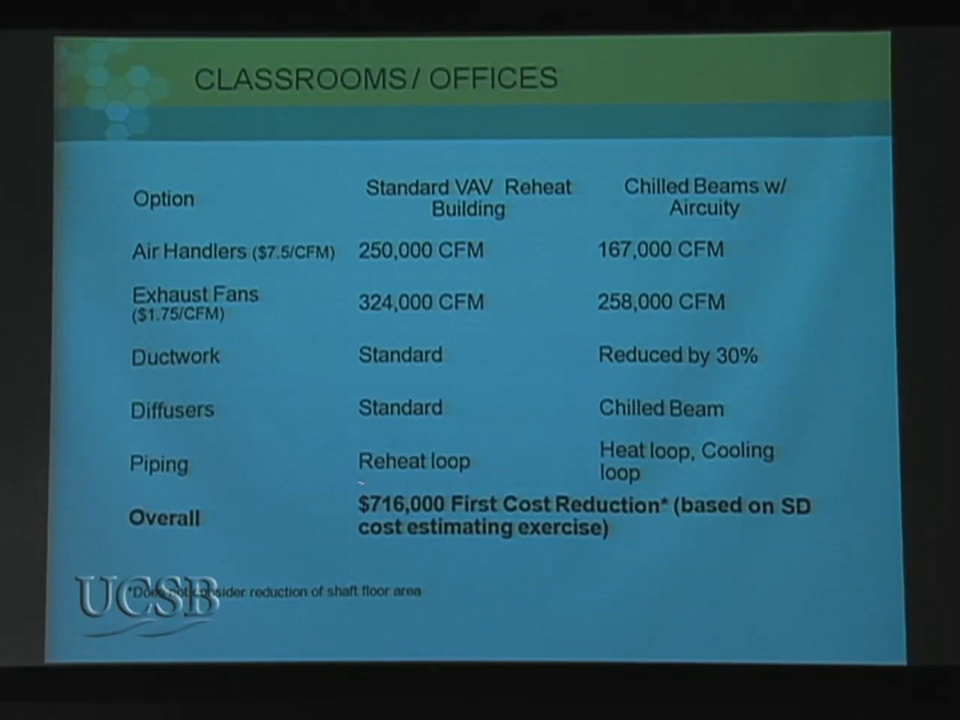 CLASSROOMS / OFFICES
Option
Standard VAV Reheat
Building
Chilled Beams w/
Aircuity
Air Handlers ($7.5/CFM)
250,000 CFM
167,000 CFM
Exhaust Fans
($1.75/CFM)
324,000 CFM
258,000 CFM
Ductwork
Standard
Reduced by 30%
Diffusers
Standard
Chilled Beam
Piping
Reheat loop
Heat loop, Cooling
loop
Overall
$716,000 First Cost Reduction* (based on SD
cost estimating exercise)
*Does not consider reduction of shaft floor area
UCSB